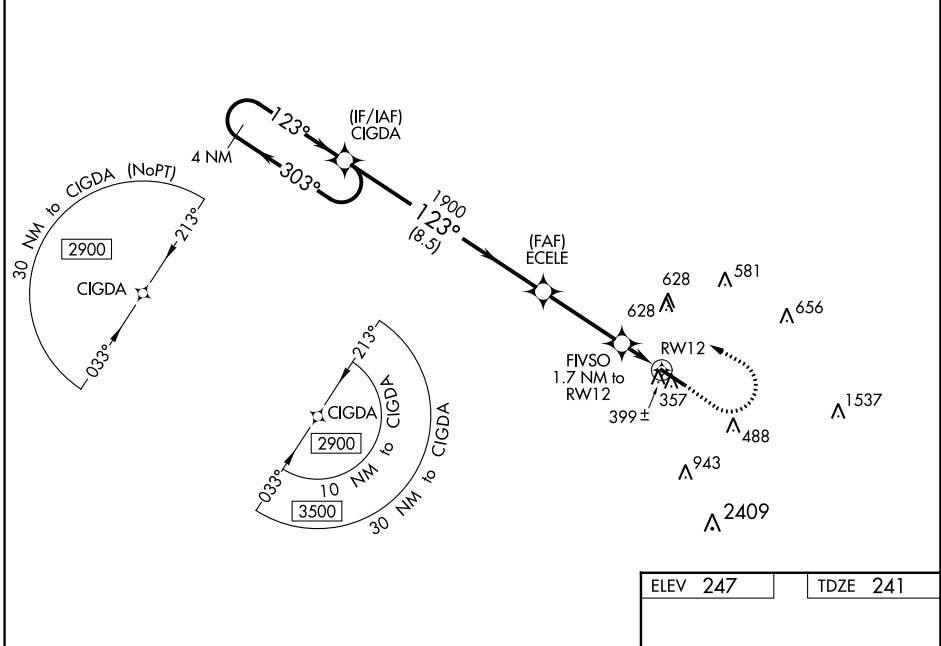 (IF/IAF)
CIGDA
123°
303°
4 NM
1900
123°
(8.5)
(FAF)
ECELE
30 NM to CIGDA (NoPT)
2900
213°
CIGDA
033°
213°
CIGDA
2900
10 NM to CIGDA
3500
30 NM to CIGDA
033°
628
628
581
656
RW12
FIVSO
1.7 NM to
RW12
399 ±
357
1537
488
943
2409
ELEV 247
TDZE 241